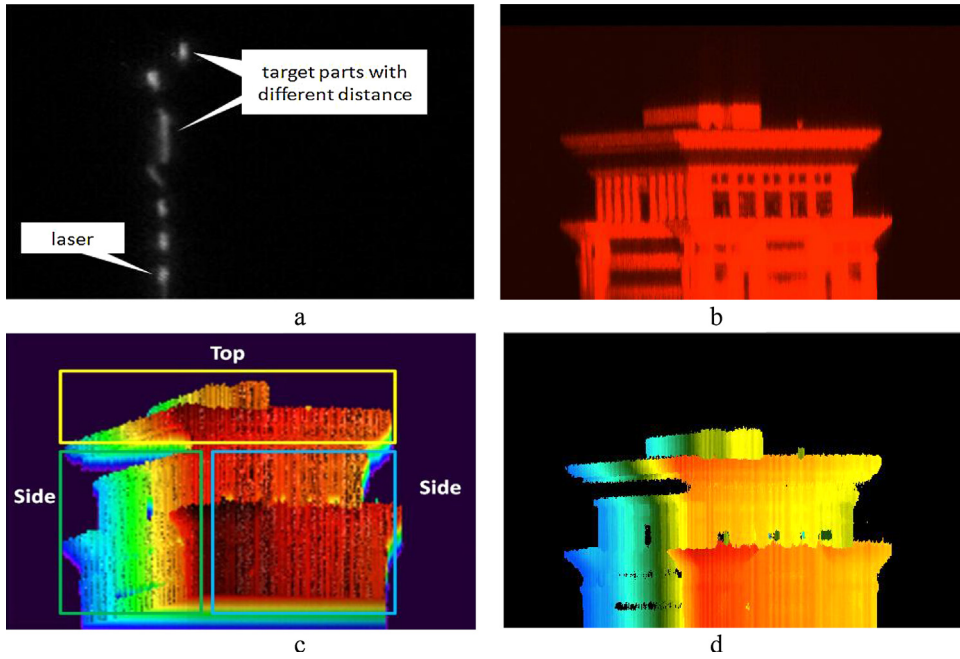 target parts with
different distance
laser
a
b
Top
Side
Side
c
d